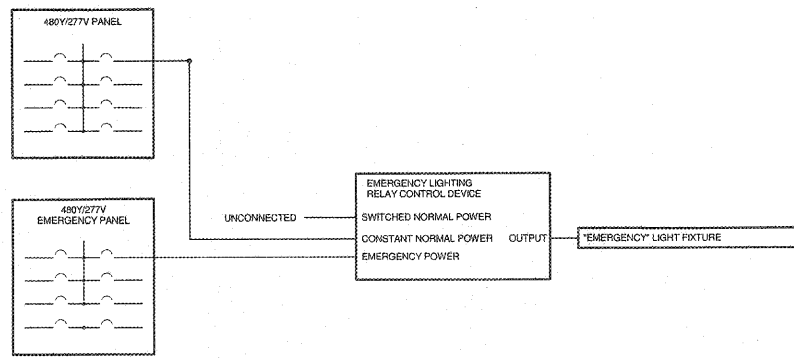 480Y/277V PANEL
480Y/277V
EMERGENCY PANEL
EMERGENCY LIGHTING
RELAY CONTROL DEVICE
UNCONNECTED
SWITCHED NORMAL POWER
CONSTANT NORMAL POWER
OUTPUT
"EMERGENCY" LIGHT FIXTURE
EMERGENCY POWER